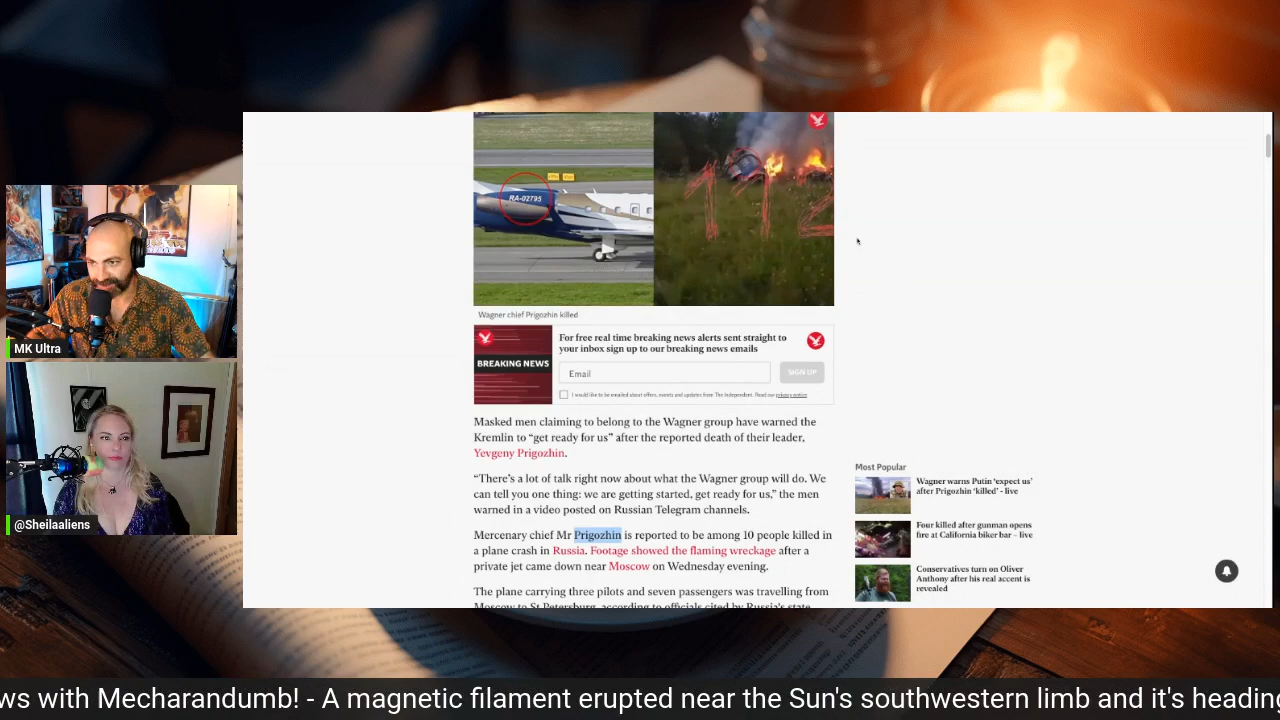 RA-02795
112
Wagner chief Prigozhin killed
BREAKING NEWS
For free real time breaking news alerts sent straight to
your inbox sign up to our breaking news emails
Email
SIGN UP
I would like to be emailed about offers, events and updates from The Independent. Read our privacy notice
Masked men claiming to belong to the Wagner group have warned the
Kremlin to “get ready for us” after the reported death of their leader,
Yevgeny Prigozhin.
“There’s a lot of talk right now about what the Wagner group will do. We
can tell you one thing: we are getting started, get ready for us,” the men
warned in a video posted on Russian Telegram channels.
Mercenary chief Mr Prigozhin is reported to be among 10 people killed in
a plane crash in Russia. Footage showed the flaming wreckage after a
private jet came down near Moscow on Wednesday evening.
The plane carrying three pilots and seven passengers was travelling from
Moscow to St Petersburg, according to officials cited by Russia's state
Most Popular
Wagner warns Putin ‘expect us’
after Prigozhin ‘killed’ - live
Four killed after gunman opens
fire at California biker bar – live
Conservatives turn on Oliver
Anthony after his real accent is
revealed
MK Ultra
@Sheilaaliens
ws with Mecharandumb! - A magnetic filament erupted near the Sun's southwestern limb and it's heading